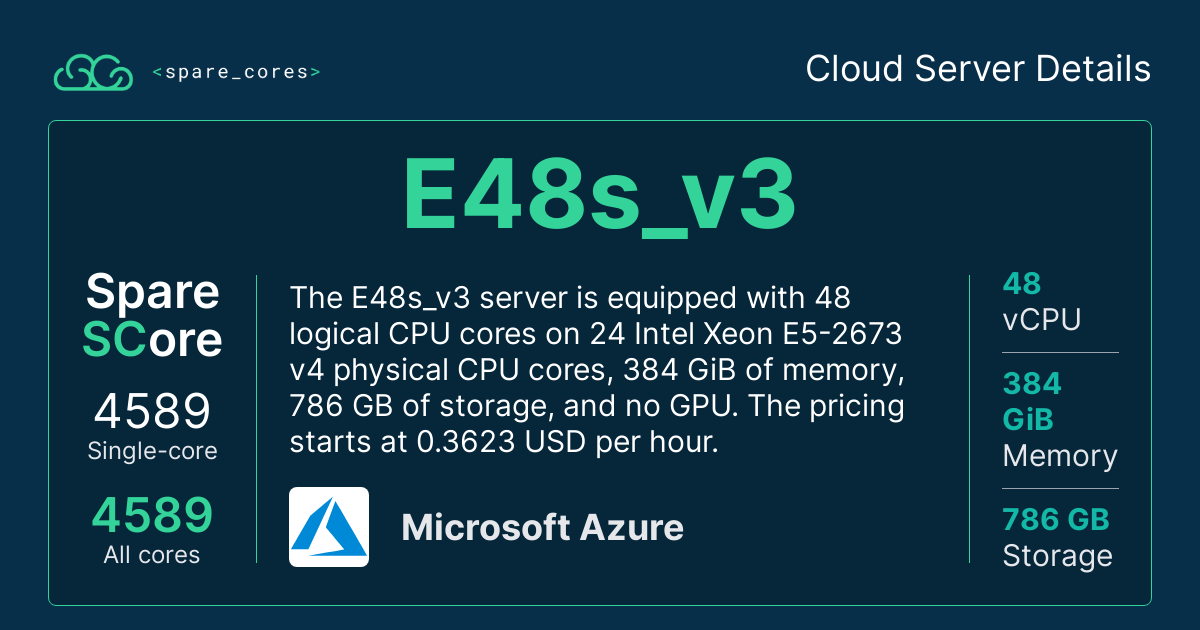 <spare_cores>
Cloud Server Details
E48s_v3
Spare
SCore
4589
Single-core
4589
All cores
The E48s_v3 server is equipped with 48
logical CPU cores on 24 Intel Xeon E5-2673
v4 physical CPU cores, 384 GiB of memory,
786 GB of storage, and no GPU. The pricing
starts at 0.3623 USD per hour.
Microsoft Azure
48
vCPU
384
GiB
Memory
786 GB
Storage